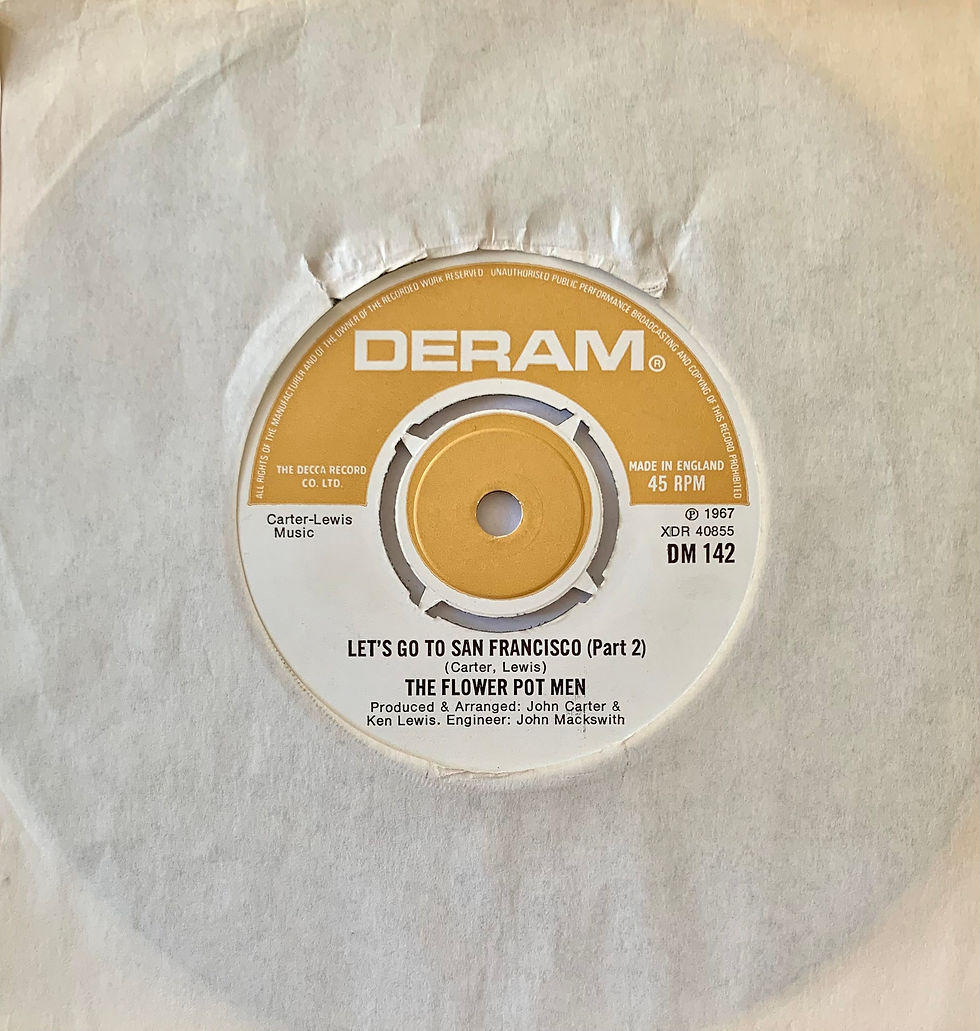 ALL RIGHTS OF THE MANUFACTURER AND OF THE OWNER OF THE RECORDED WORK RESERVED UNAUTHORISED PUBLIC PERFORMANCE BROADCASTING AND COPYING OF THIS RECORD PROHIBITED
DERAM®
THE DECCA RECORD
CO. LTD.
MADE IN ENGLAND
45 RPM
Carter-Lewis
Music
℗ 1967
XDR 40855
DM 142
LET'S GO TO SAN FRANCISCO (Part 2)
(Carter, Lewis)
THE FLOWER POT MEN
Produced & Arranged: John Carter &
Ken Lewis. Engineer: John Mackswith